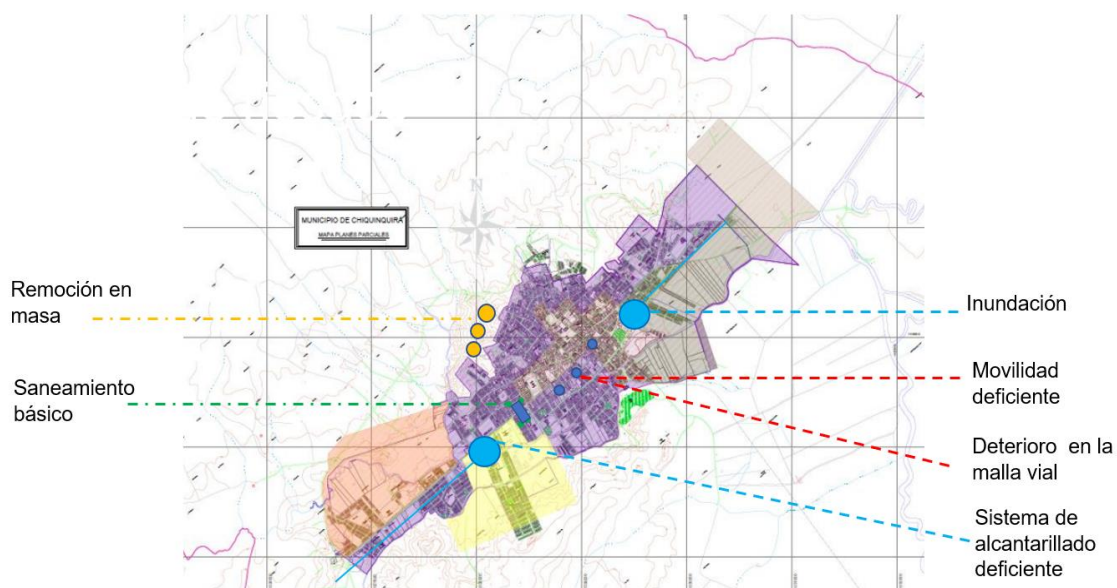 MUNICIPIO DE CHIQUINQUIRÁ
MAPA PLANES PARCIALES
N
Remoción en
masa
Saneamiento
básico
Inundación
Movilidad
deficiente
Deterioro en la
malla vial
Sistema de
alcantarillado
deficiente